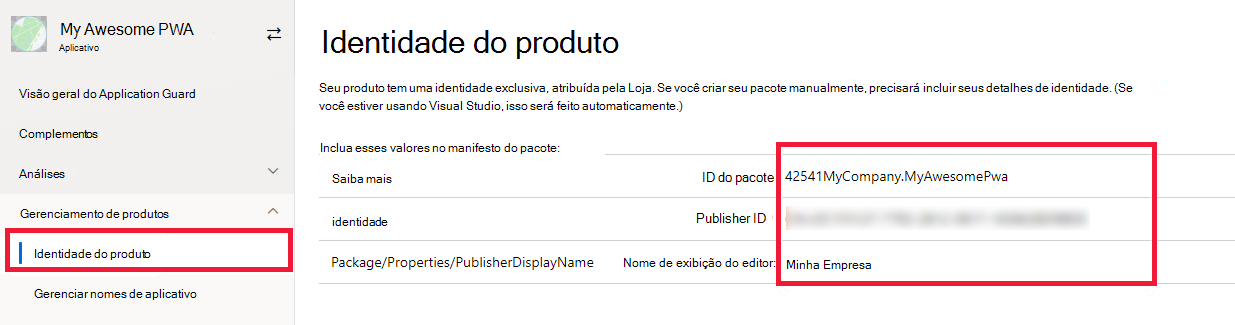 My Awesome PWA
Aplicativo
Visão geral do Application Guard
Complementos
Análises
Gerenciamento de produtos
Identidade do produto
Gerenciar nomes de aplicativo
Identidade do produto
Seu produto tem uma identidade exclusiva, atribuída pela Loja. Se você criar seu pacote manualmente, precisará incluir seus detalhes de identidade. (Se
você estiver usando Visual Studio, isso será feito automaticamente.)
Inclua esses valores no manifesto do pacote:
Saiba mais ID do pacote 42541MyCompany.MyAwesomePwa
identidade Publisher ID
Package/Properties/PublisherDisplayName Nome de exibição do editor: Minha Empresa